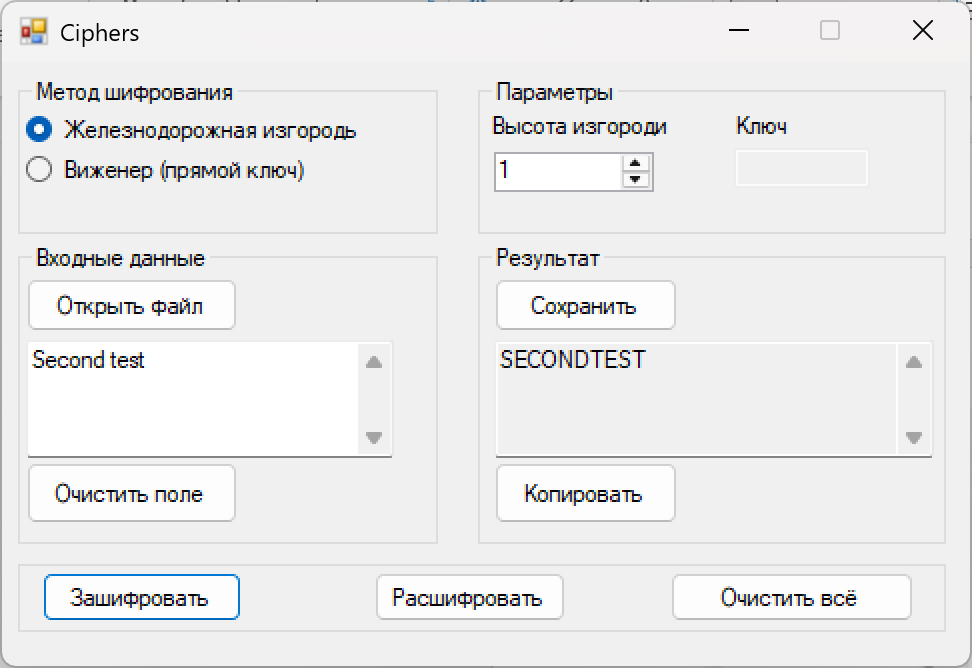 Ciphers
Метод шифрования
Железнодорожная изгородь
Виженер (прямой ключ)
Параметры
Высота изгороди
Ключ
1
Входные данные
Открыть файл
Second test
Очистить поле
Результат
Сохранить
SECONDTEST
Копировать
Зашифровать
Расшифровать
Очистить всё